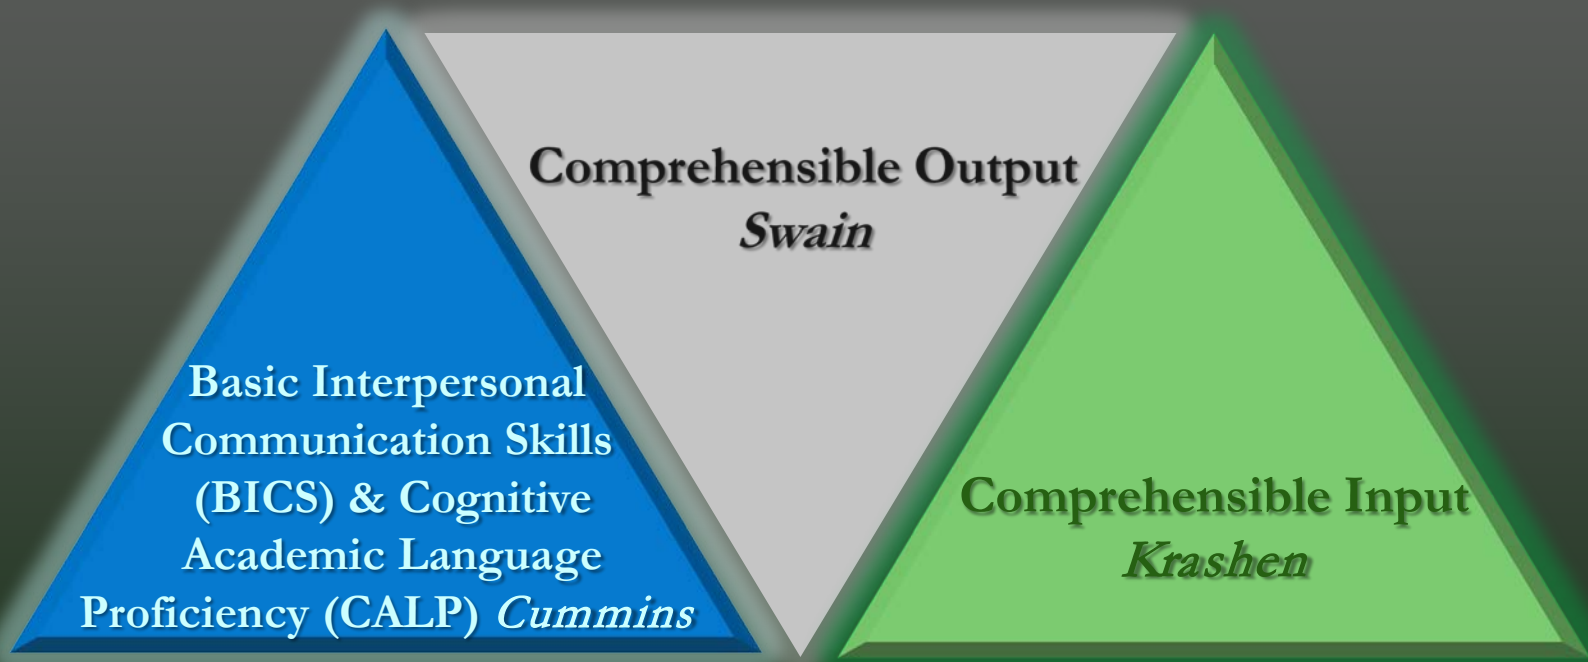 Basic Interpersonal
Communication Skills
(BICS) & Cognitive
Academic Language
Proficiency (CALP) Cummins
Comprehensible Output
Swain
Comprehensible Input
Krashen